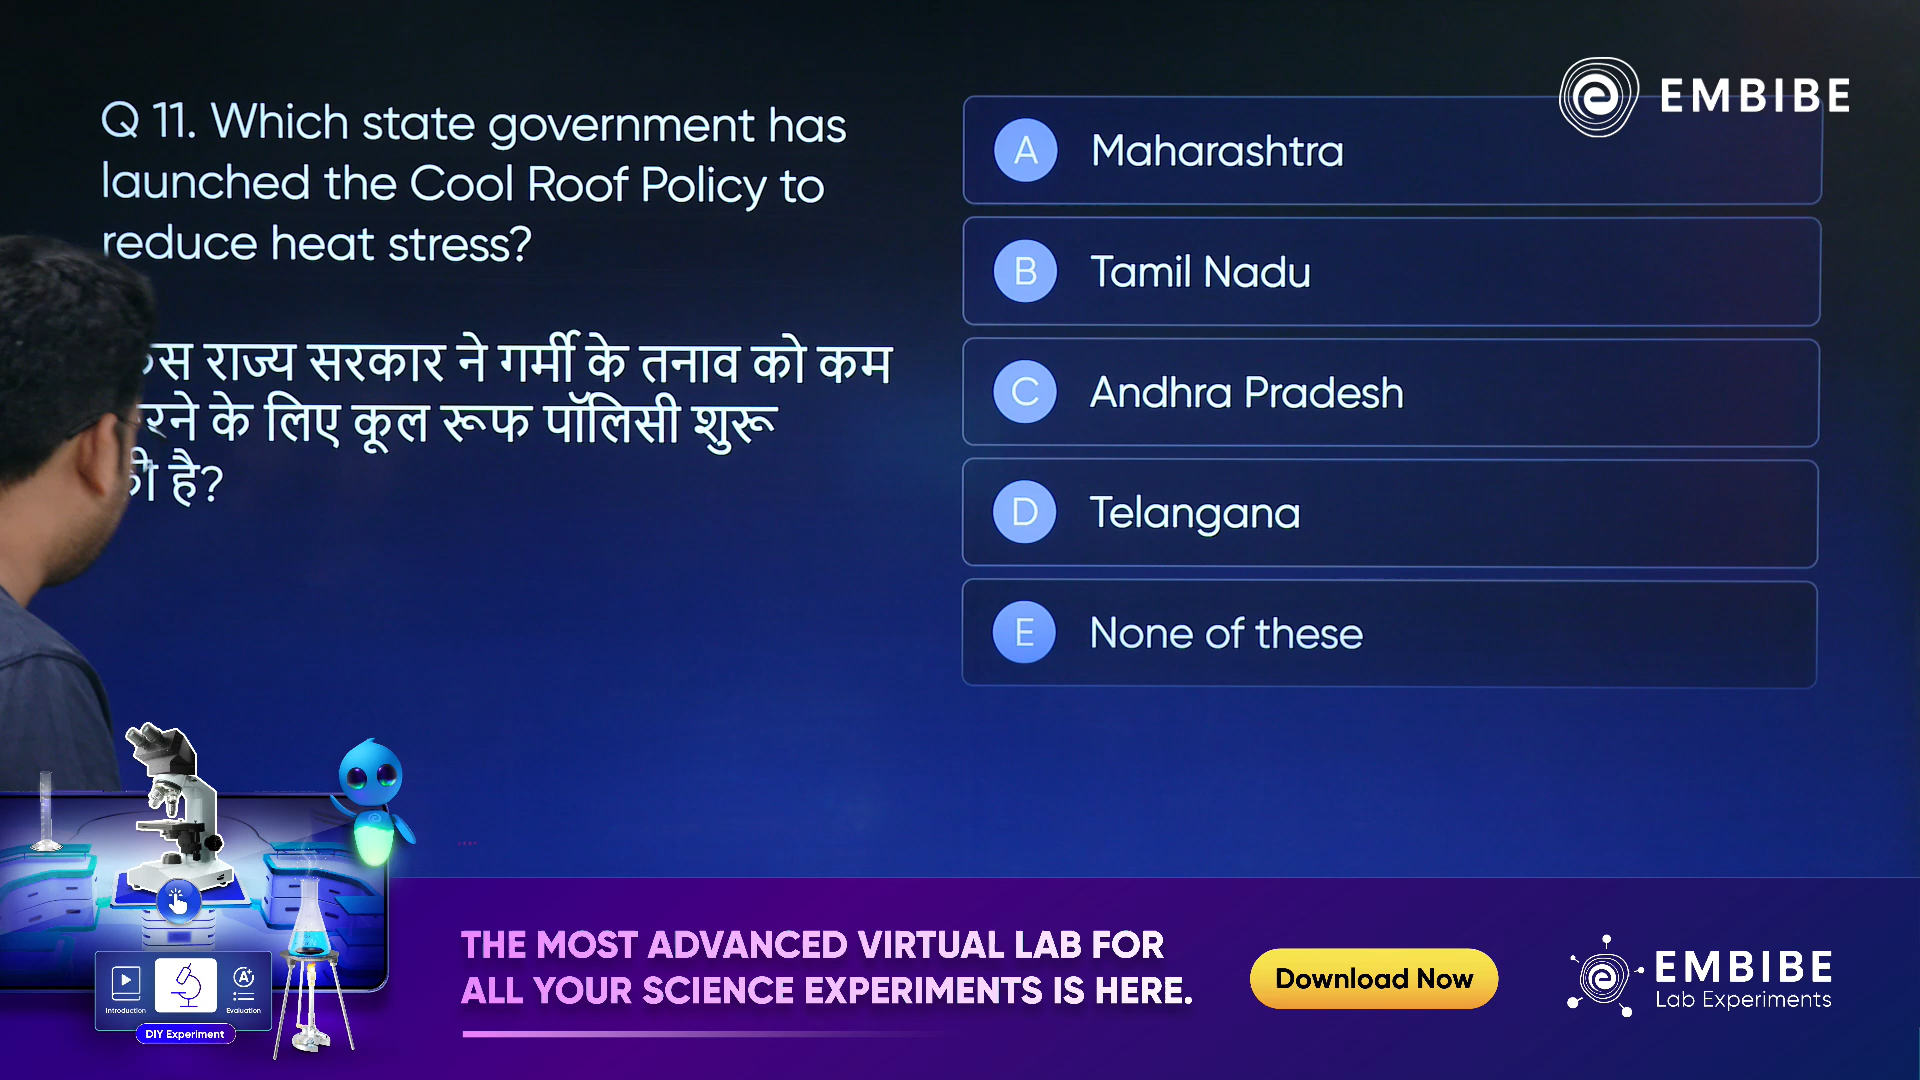 Q 11. Which state government has
launched the Cool Roof Policy to
reduce heat stress?
राज्य सरकार ने गर्मी के तनाव को कम
के लिए कूल रूफ पॉलिसी शुरू
है?
A Maharashtra
B Tamil Nadu
C Andhra Pradesh
D Telangana
E None of these
EMBIBE
THE MOST ADVANCED VIRTUAL LAB FOR
ALL YOUR SCIENCE EXPERIMENTS IS HERE.
Download Now
EMBIBE
Lab Experiments
Introduction
Evaluation
DIY Experiment